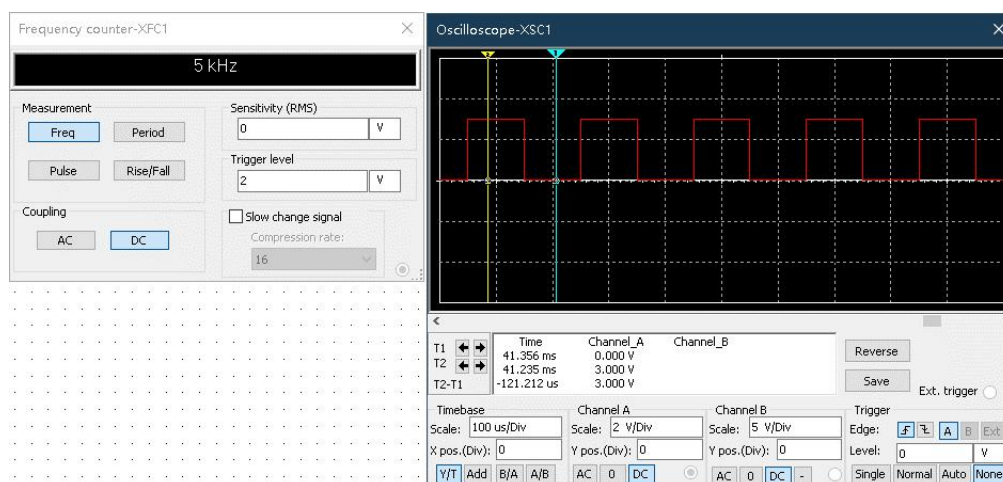 Frequency counter-XFC1
5 kHz
Measurement
Freq
Period
Pulse
Rise/Fall
Coupling
AC
DC
Sensitivity (RMS)
0
V
Trigger level
2
V
Slow change signal
Compression rate:
16
Oscilloscope-XSC1
2
1
T1
T2
T2-T1
Time Channel_A Channel_B
41.356 ms 0.000 V
41.235 ms 3.000 V
-121.212 us 3.000 V
Reverse
Save
Ext. trigger
Timebase
Scale: 100 us/Div
X pos.(Div): 0
Y/T Add B/A A/B
Channel A
Scale: 2 V/Div
Y pos.(Div): 0
AC 0 DC
Channel B
Scale: 5 V/Div
Y pos.(Div): 0
AC 0 DC -
Trigger
Edge: A B Ext
Level: 0 V
Single Normal Auto None